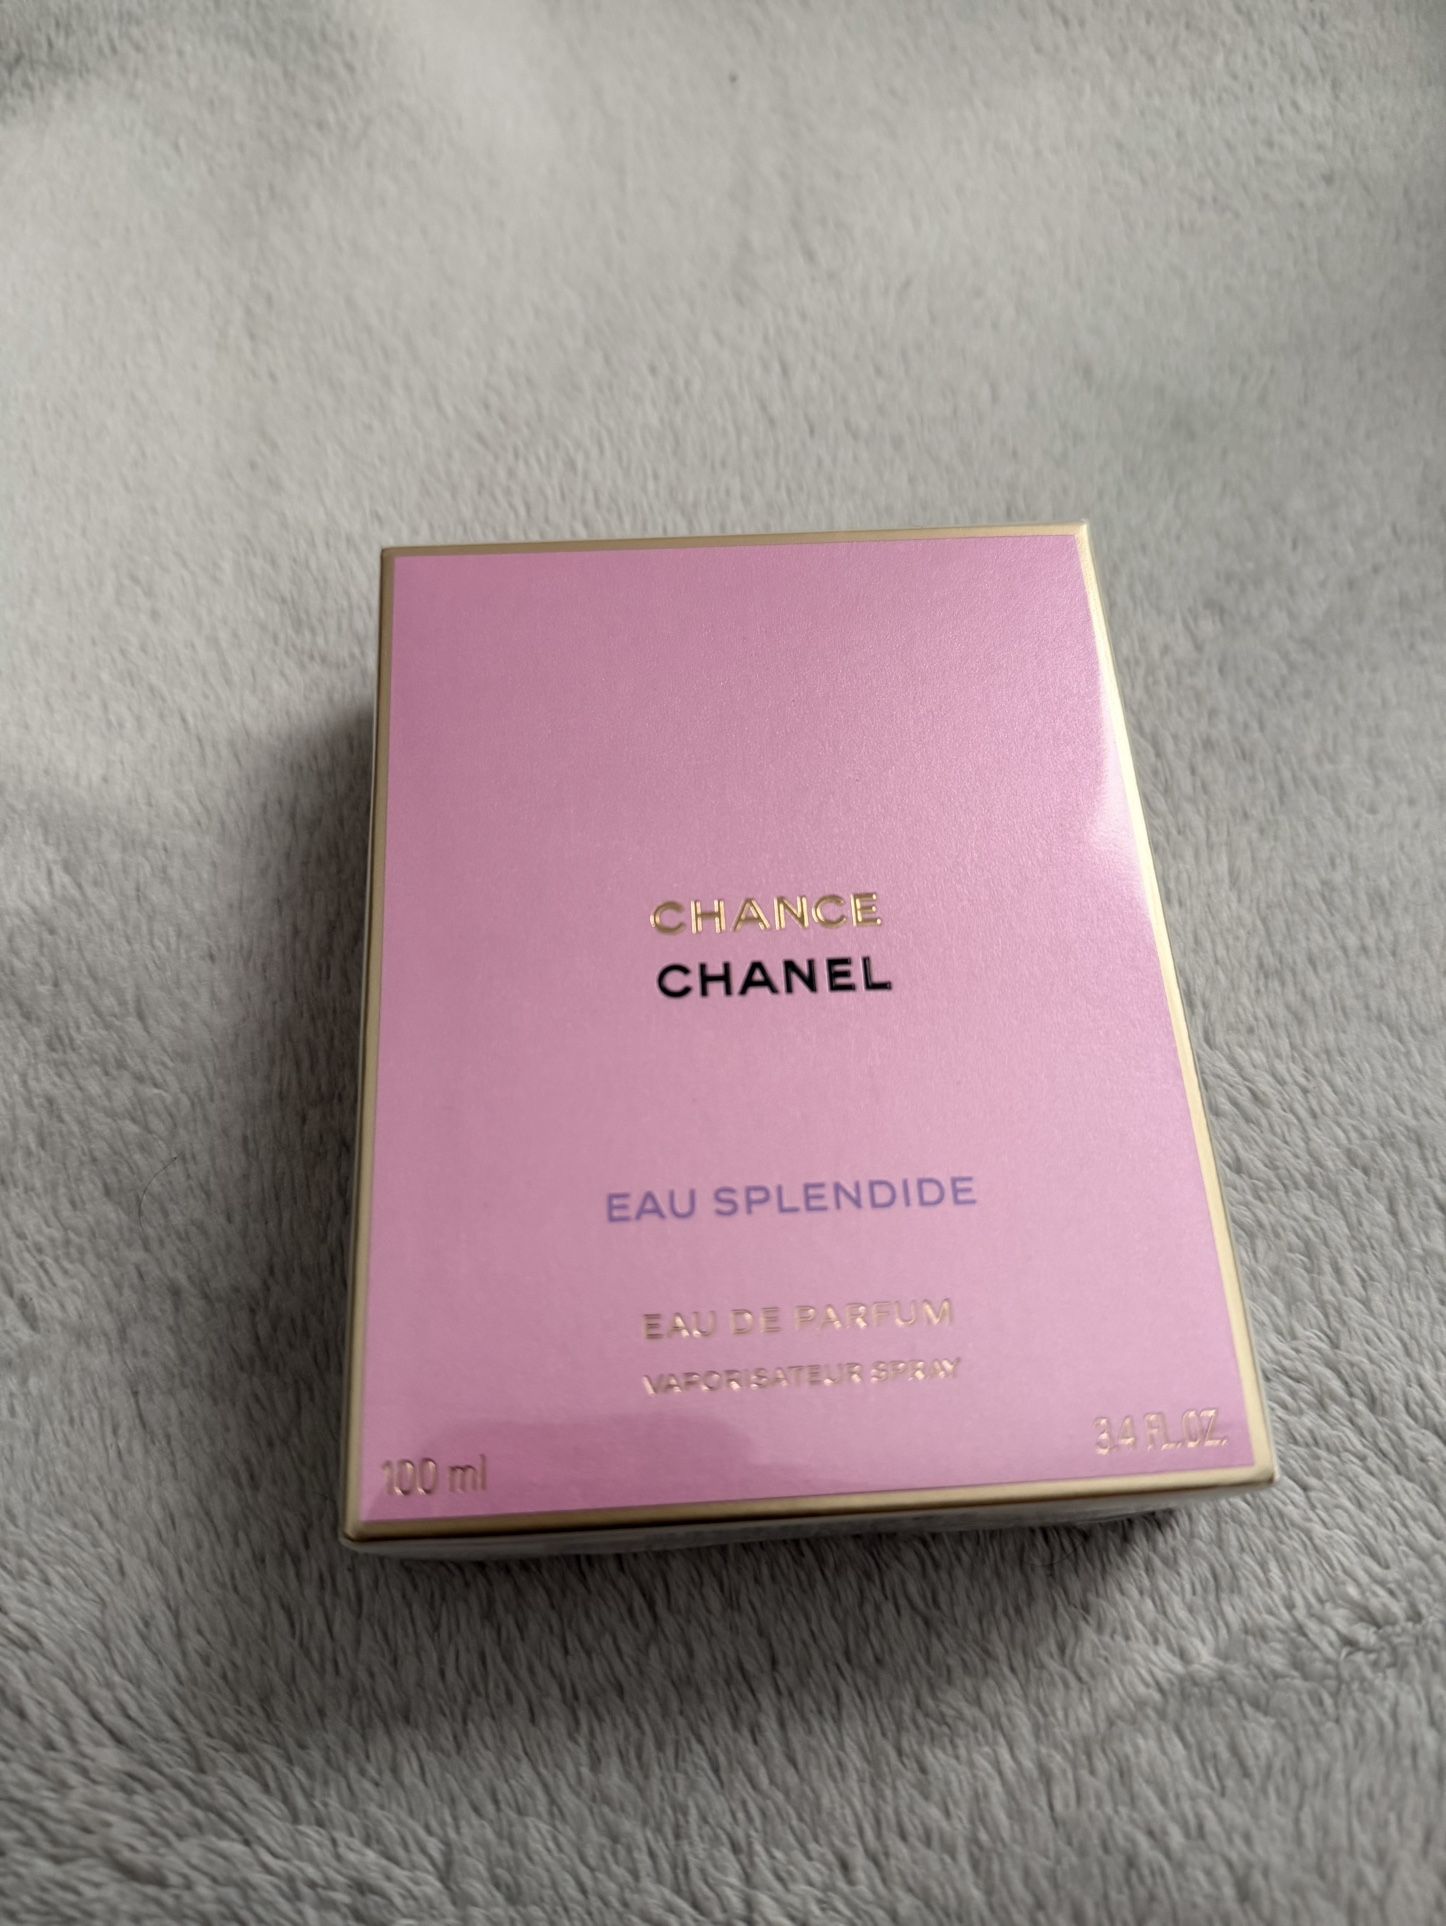 CHANCE
CHANEL
EAU SPLENDIDE
EAU DE PARFUM
VAPORISATEUR SPRAY
100 ml
3.4 FL.OZ.